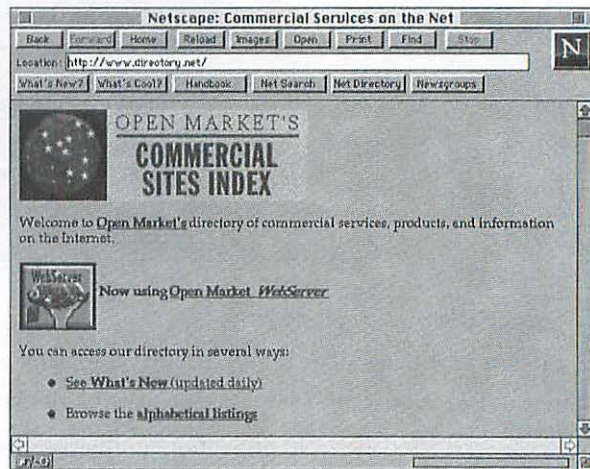 Netscape: Commercial Services on the Net
Back Forward Home Reload Images Open Print Find Stop
N
Location: http://www.directory.net/
What's New? What's Cool? Handbook Net Search Net Directory Newsgroups
OPEN MARKET'S
COMMERCIAL
SITES INDEX
Welcome to Open Market's directory of commercial services, products, and information
on the Internet.
WebServer
Now using Open Market WebServer
You can access our directory in several ways:
• See What's New (updated daily)
• Browse the alphabetical listings